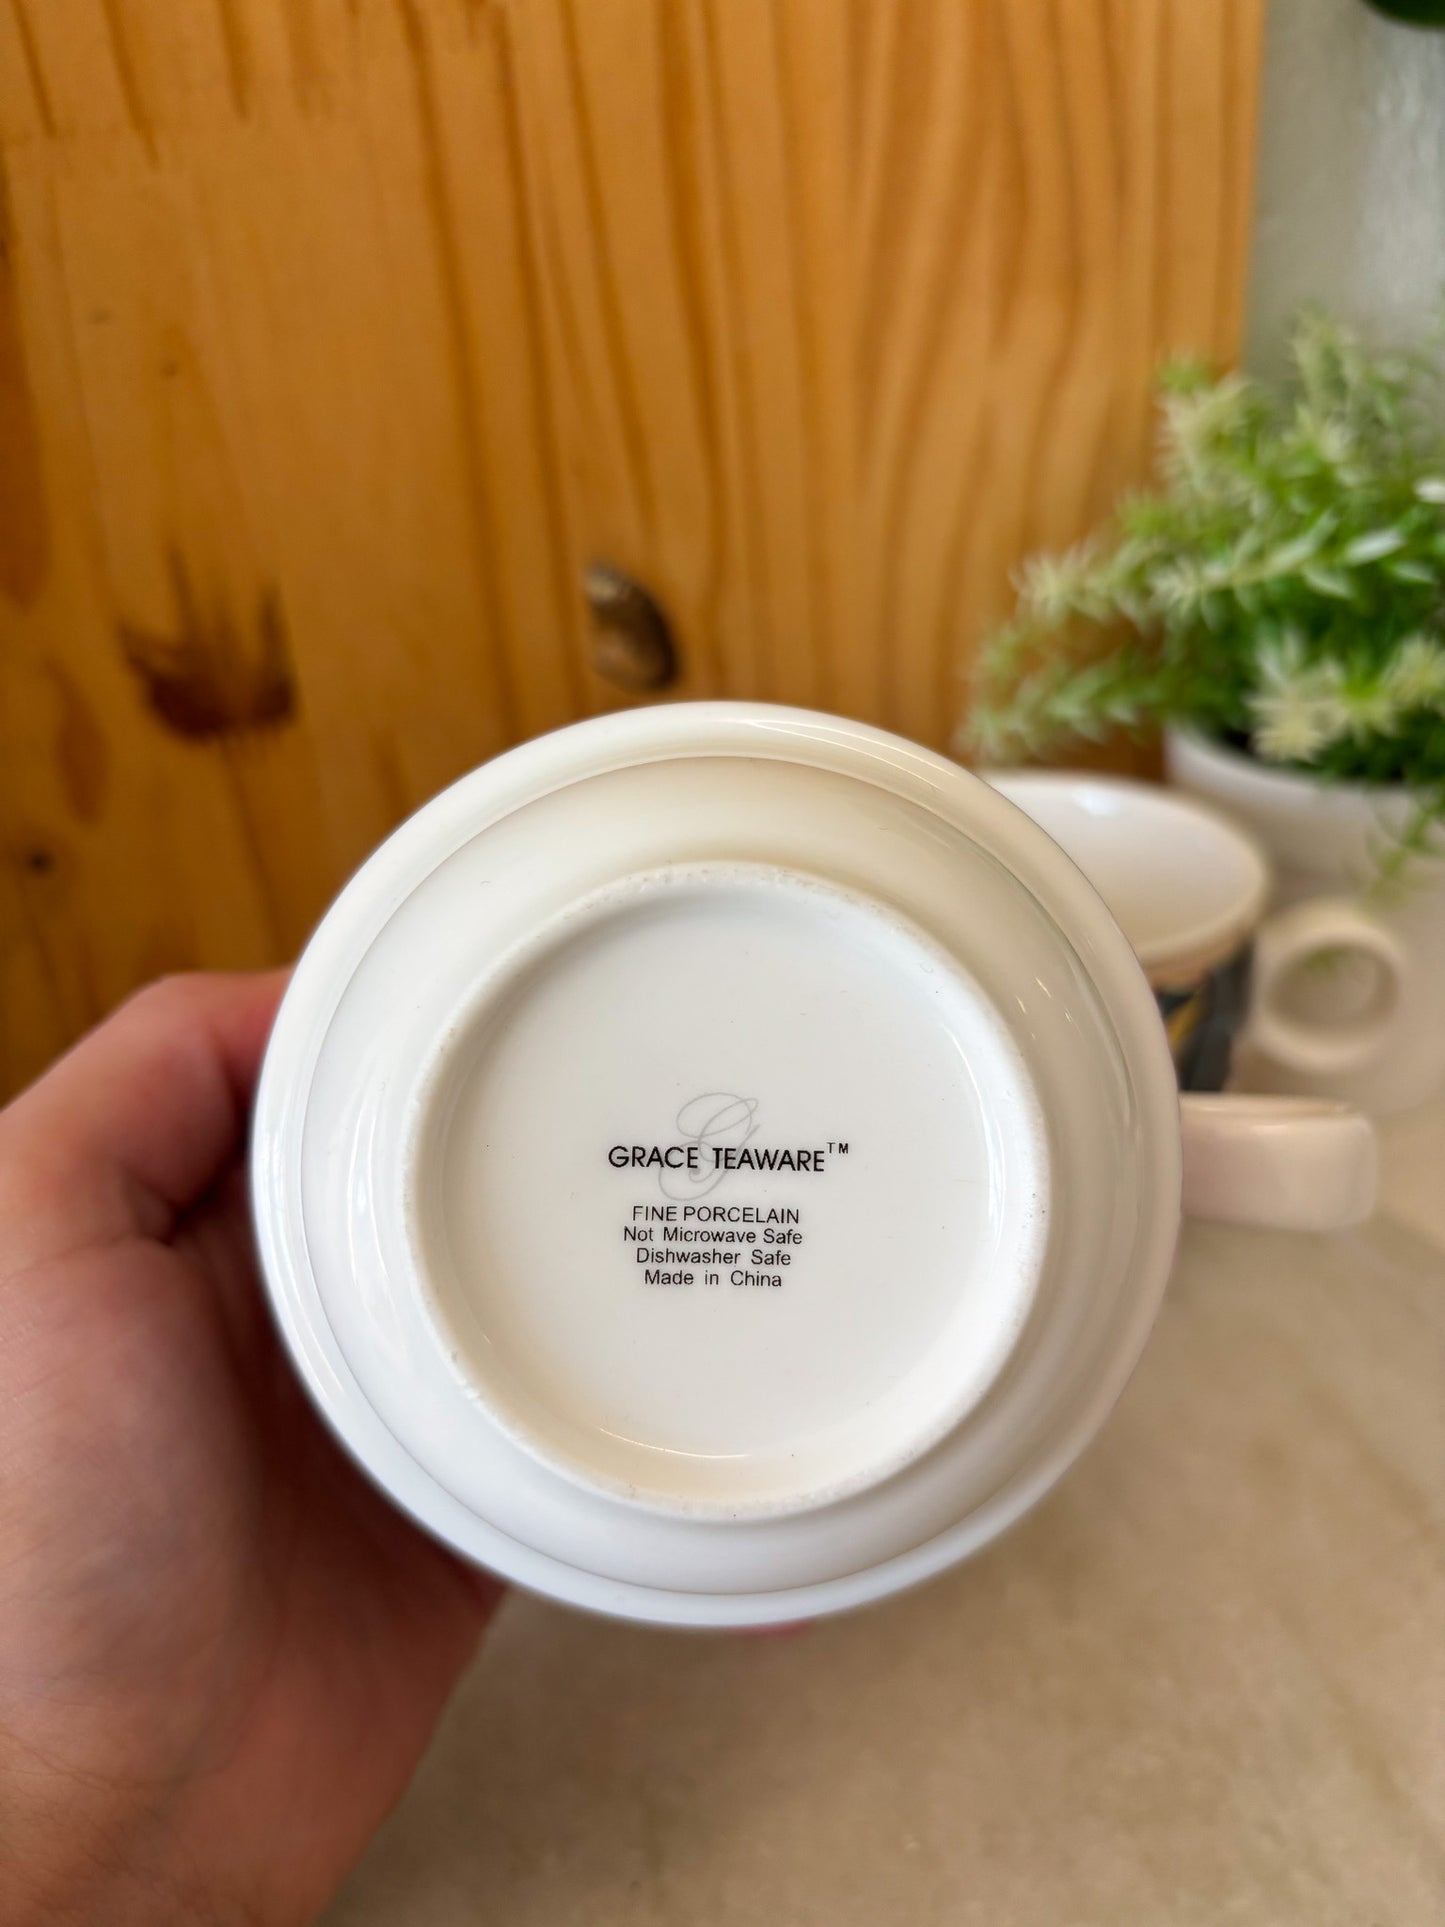 G
GRACE TEAWARE™
FINE PORCELAIN
Not Microwave Safe
Dishwasher Safe
Made in China